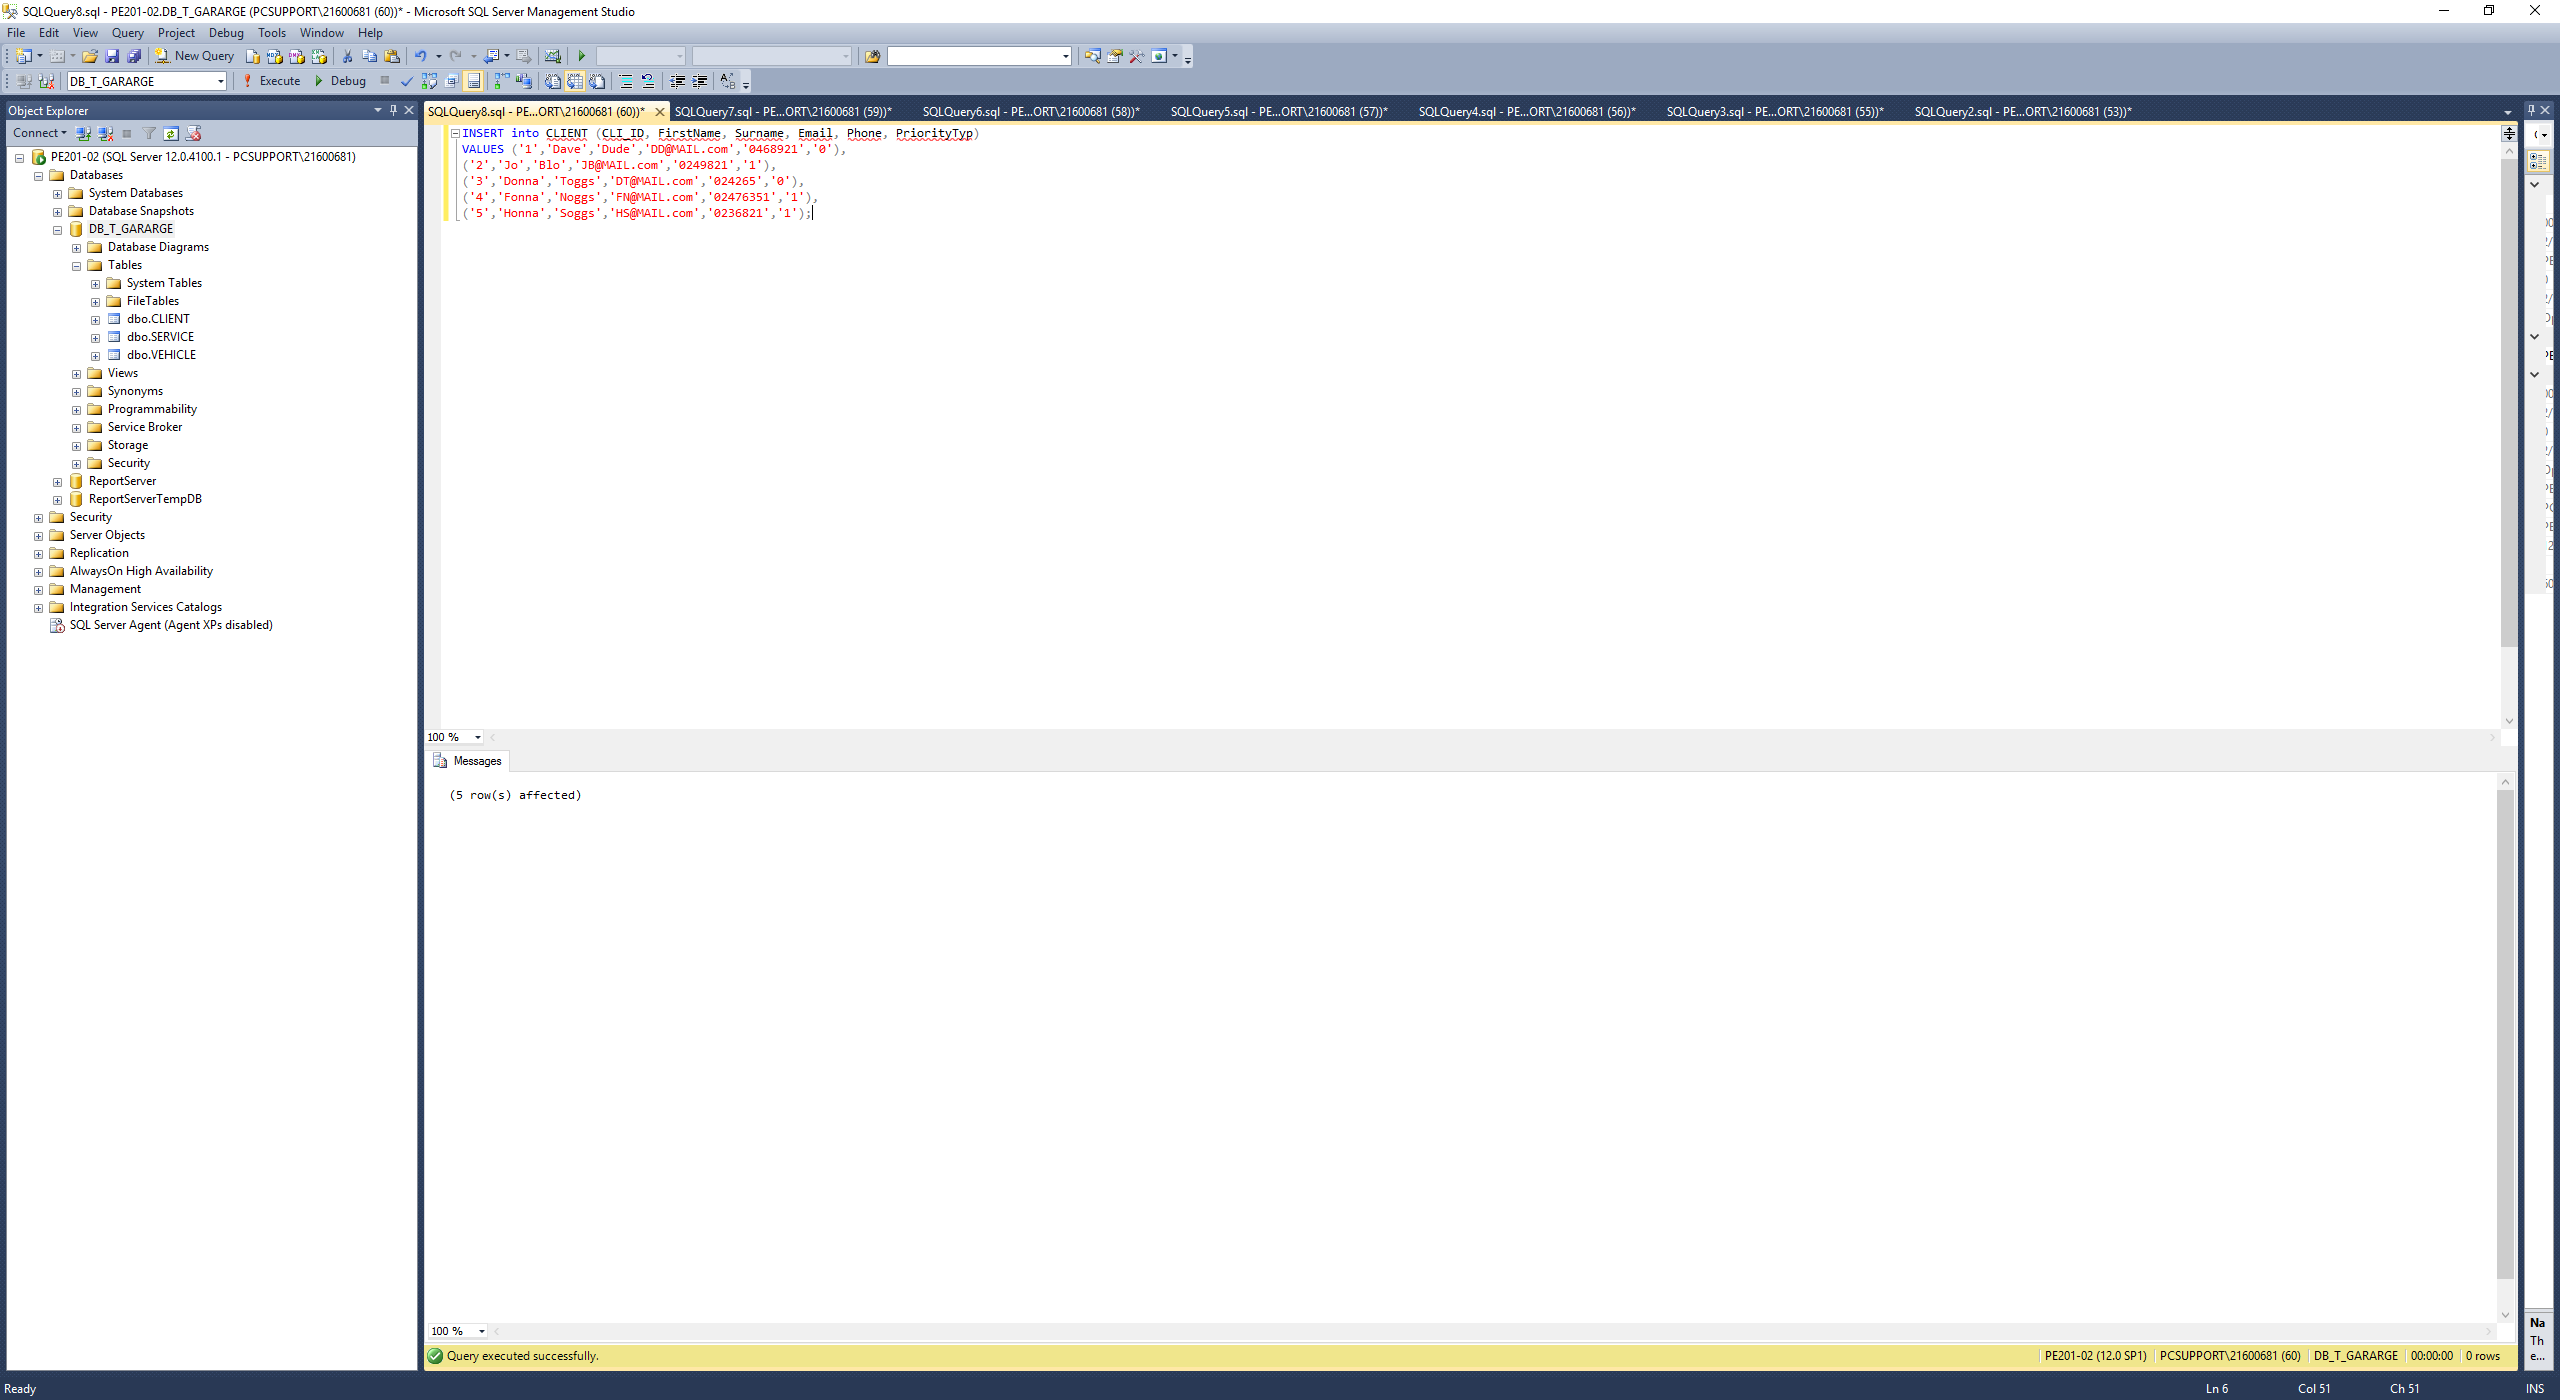 SQLQuery8.sql - PE201-02.DB_T_GARARGE (PCSUPPORT\21600681 (60))* - Microsoft SQL Server Management Studio
File Edit View Query Project Debug Tools Window Help
New Query
DB_T_GARARGE Execute Debug
Object Explorer
Connect
PE201-02 (SQL Server 12.0.4100.1 - PCSUPPORT\21600681)
Databases
System Databases
Database Snapshots
DB_T_GARARGE
Database Diagrams
Tables
System Tables
FileTables
dbo.CLIENT
dbo.SERVICE
dbo.VEHICLE
Views
Synonyms
Programmability
Service Broker
Storage
Security
ReportServer
ReportServerTempDB
Security
Server Objects
Replication
AlwaysOn High Availability
Management
Integration Services Catalogs
SQL Server Agent (Agent XPs disabled)
SQLQuery8.sql - PE...ORT\21600681 (60))* SQLQuery7.sql - PE...ORT\21600681 (59))* SQLQuery6.sql - PE...ORT\21600681 (58))* SQLQuery5.sql - PE...ORT\21600681 (57))* SQLQuery4.sql - PE...ORT\21600681 (56))* SQLQuery3.sql - PE...ORT\21600681 (55))* SQLQuery2.sql - PE...ORT\21600681 (53))*
INSERT into CLIENT (CLI_ID, FirstName, Surname, Email, Phone, PriorityTyp)
VALUES ('1','Dave','Dude','DD@MAIL.com','0468921','0'),
('2','Jo','Blo','JB@MAIL.com','0249821','1'),
('3','Donna','Toggs','DT@MAIL.com','024265','0'),
('4','Fonna','Noggs','FN@MAIL.com','02476351','1'),
('5','Honna','Soggs','HS@MAIL.com','0236821','1');
100 %
Messages
(5 row(s) affected)
100 %
Query executed successfully.
PE201-02 (12.0 SP1) PCSUPPORT\21600681 (60) DB_T_GARARGE 00:00:00 0 rows
Na
Th
e...
Ready
Ln 6 Col 51 Ch 51 INS